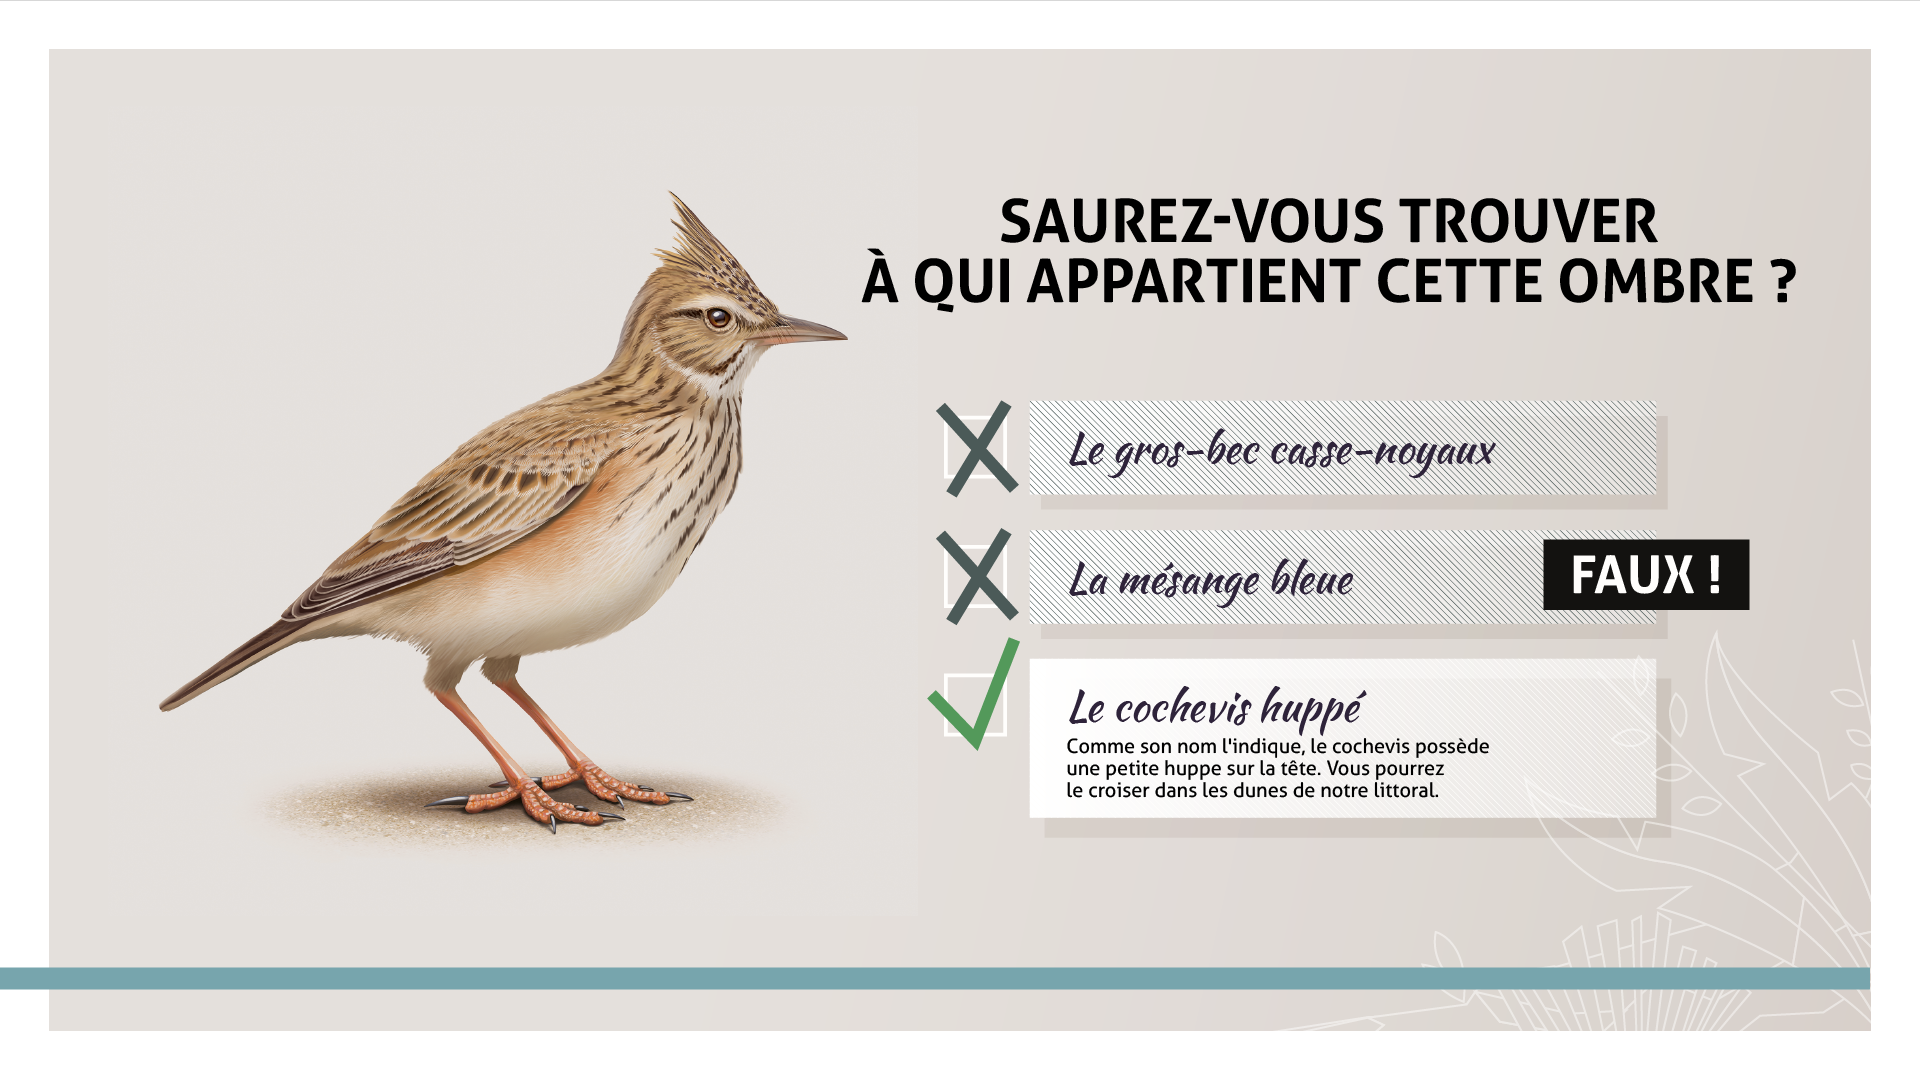 SAUREZ-VOUS TROUVER
À QUI APPARTIENT CETTE OMBRE ?
Le gros-bec casse-noyaux
La mésange bleue
FAUX !
Le cochevis huppé
Comme son nom l'indique, le cochevis possède
une petite huppe sur la tête. Vous pourrez
le croiser dans les dunes de notre littoral.